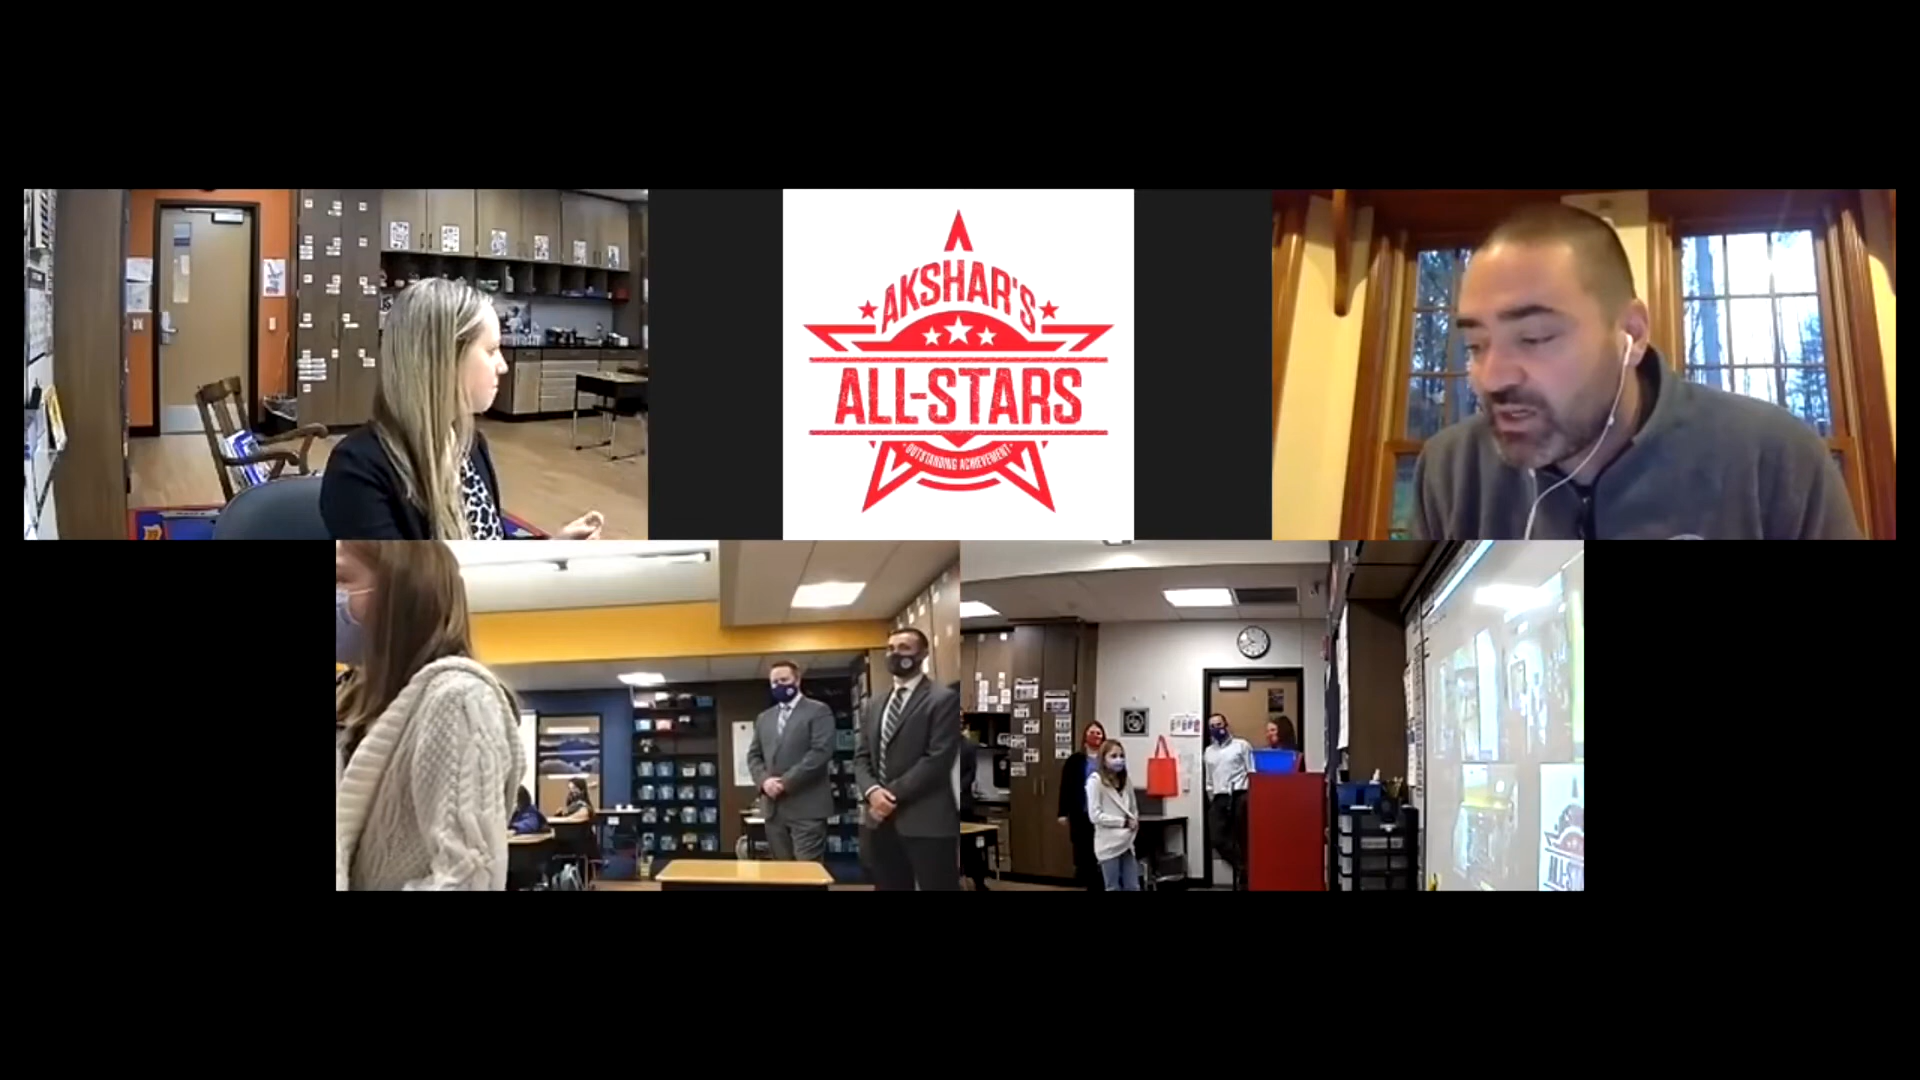 AKSHAR'S
ALL-STARS
• OUTSTANDING ACHIEVEMENT •